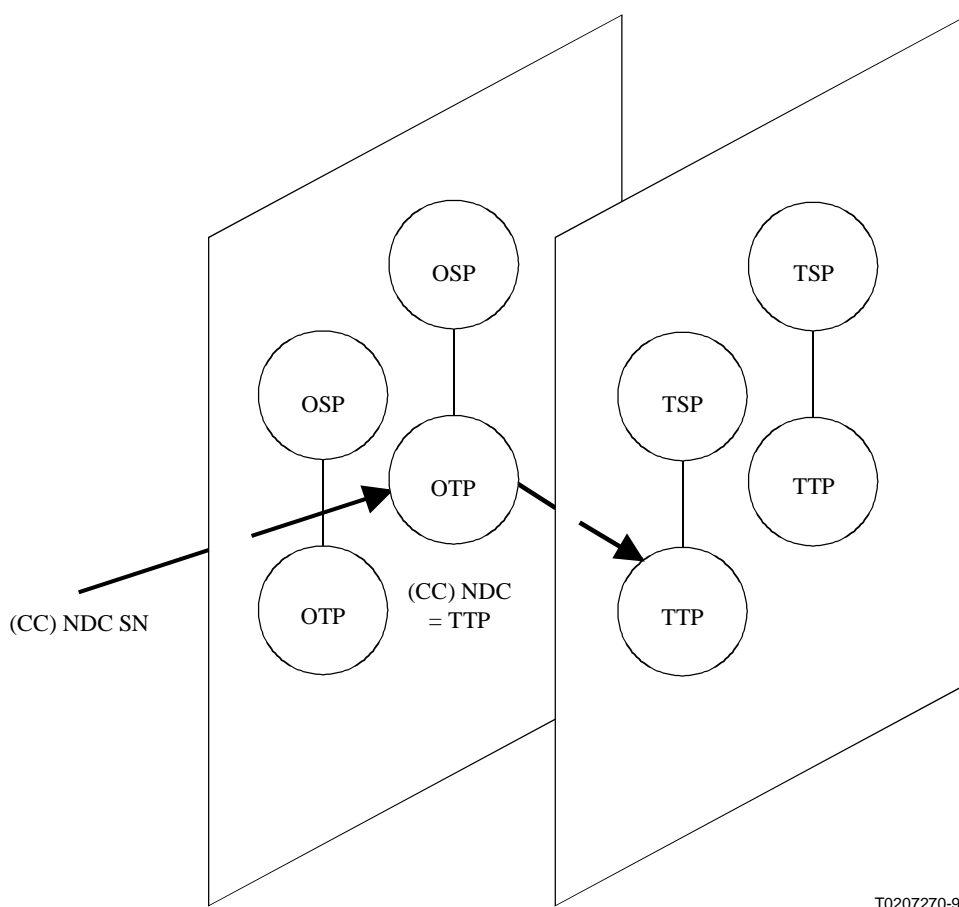 OSP
TSP
OSP
TSP
OTP
TTP
(CC) NDC SN
OTP
(CC) NDC
= TTP
TTP
T0207270-9